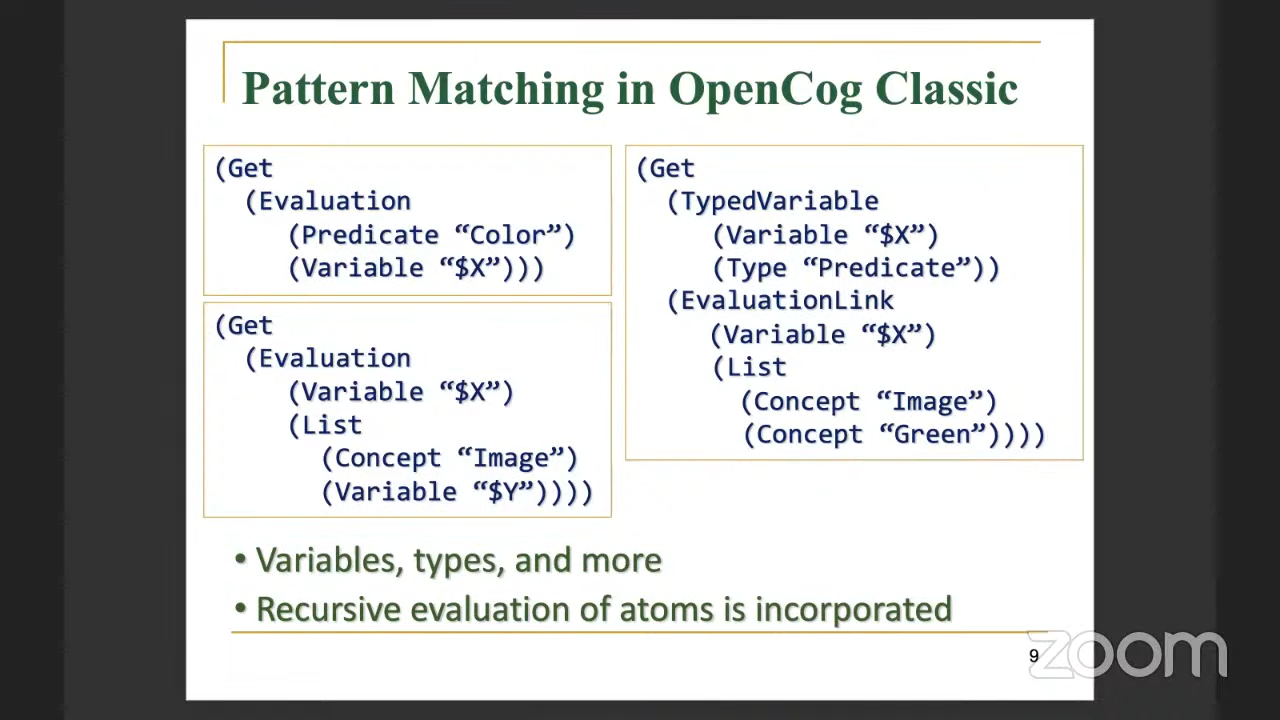 Pattern Matching in OpenCog Classic
(Get
(Evaluation
(Predicate “Color”)
(Variable “$X”)))
(Get
(Evaluation
(Variable “$X”)
(List
(Concept “Image”)
(Variable “$Y”))))
(Get
(TypedVariable
(Variable “$X”)
(Type “Predicate”))
(EvaluationLink
(Variable “$X”)
(List
(Concept “Image”)
(Concept “Green”))))
• Variables, types, and more
• Recursive evaluation of atoms is incorporated
9
zoom